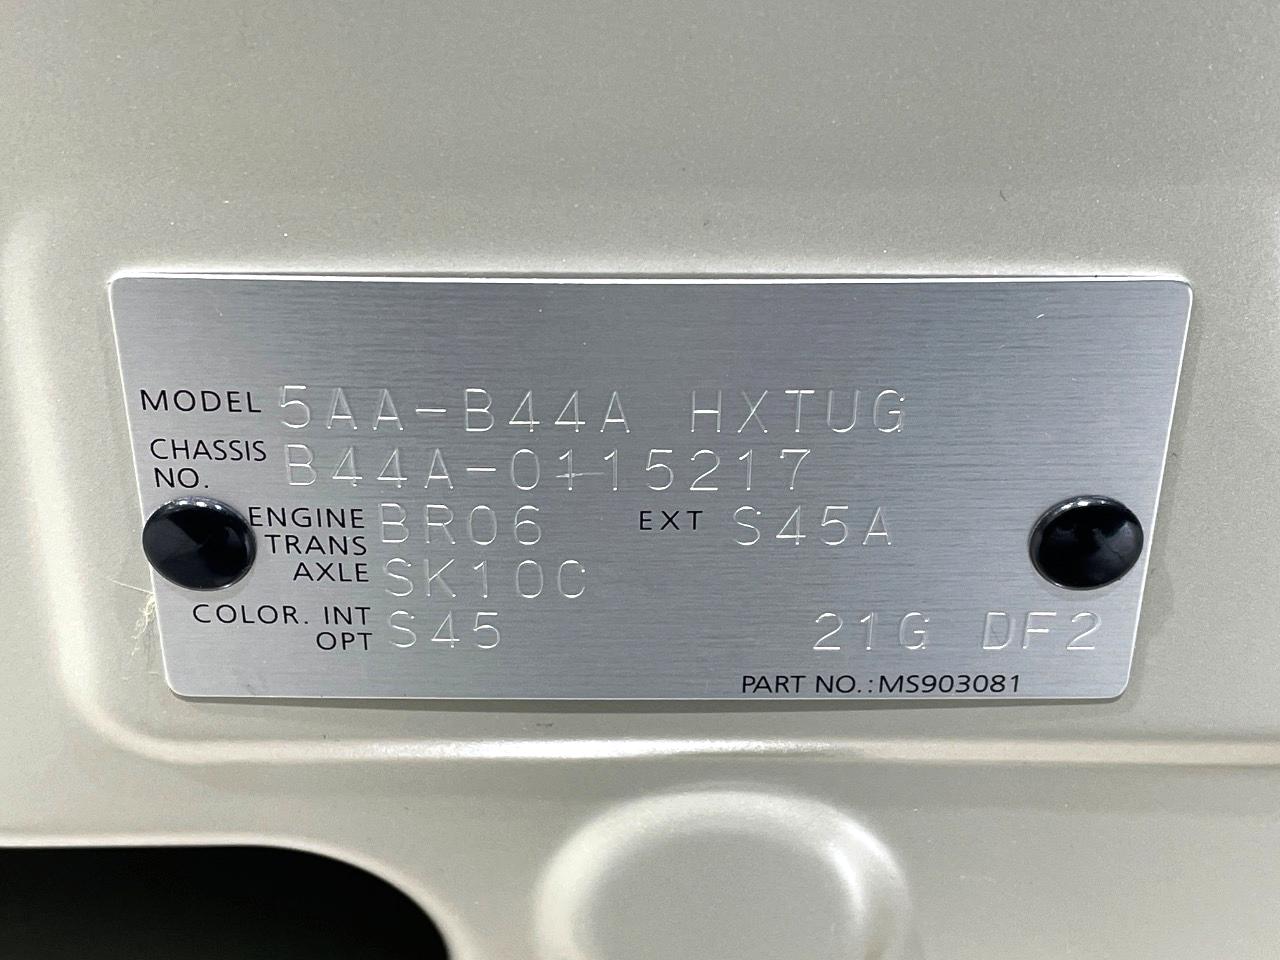 MODEL 5AA-B44A HXTUG
CHASSIS NO. B44A-0115217
ENGINE BR06 EXT S45A
TRANS AXLE SK10C
COLOR. INT OPT S45 21G DF2
PART NO.:MS903081